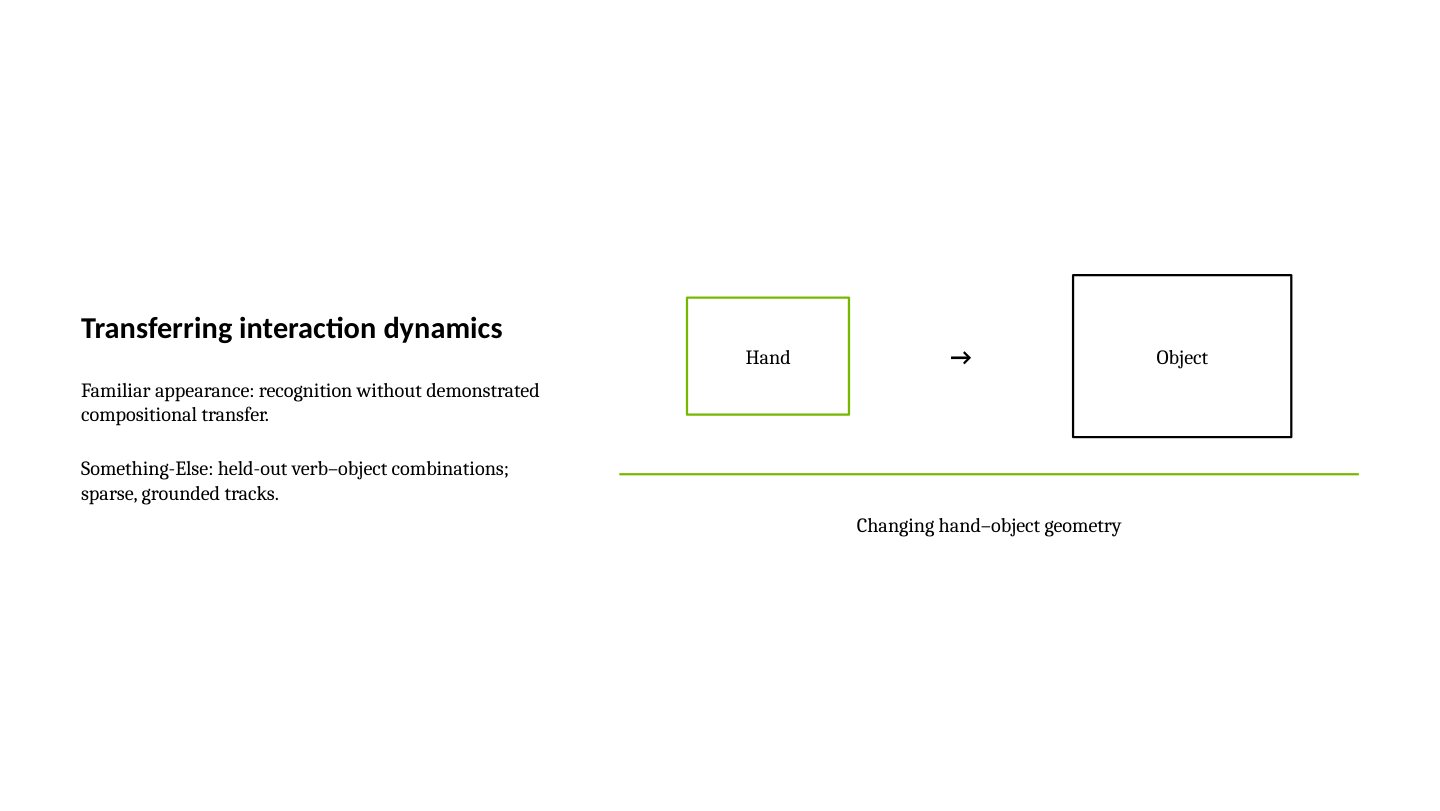 Transferring interaction dynamics
Familiar appearance: recognition without demonstrated
compositional transfer.
Something-Else: held-out verb–object combinations;
sparse, grounded tracks.
Hand
→
Object
Changing hand–object geometry